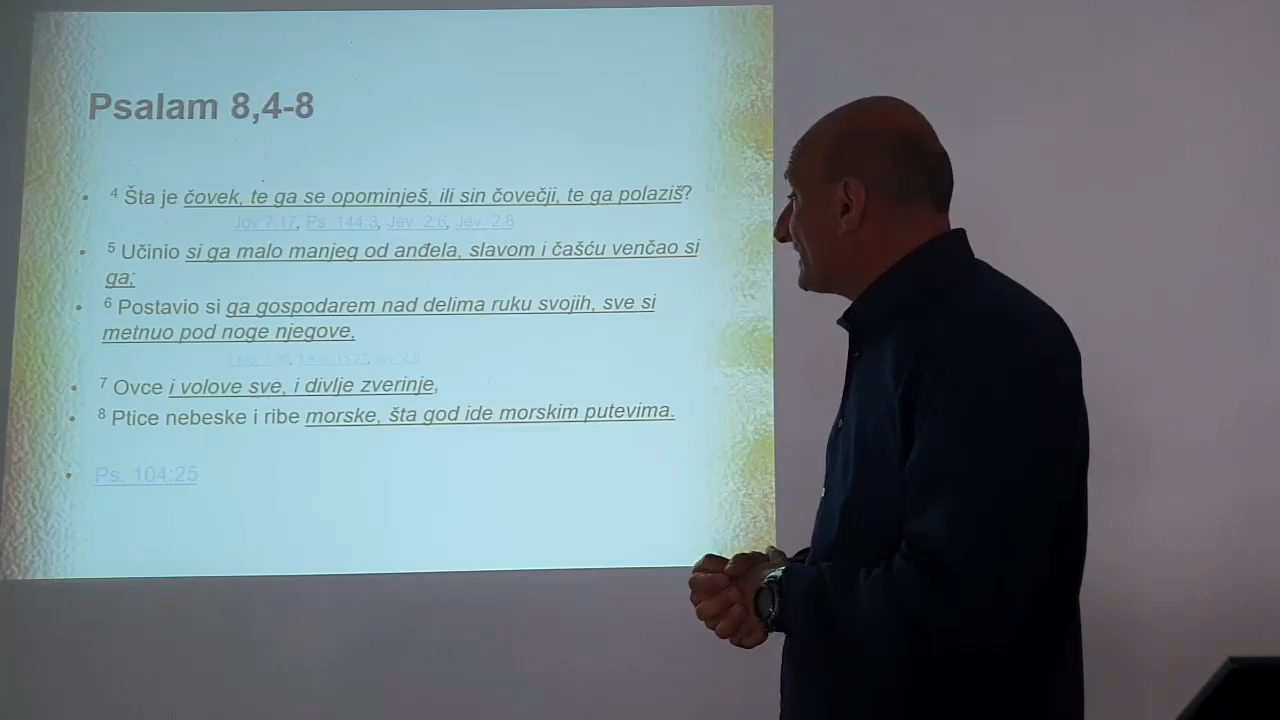 Psalam 8,4-8
• ⁴ Šta je čovek, te ga se opominješ, ili sin čovečji, te ga polaziš?
Jov 7.17, Ps. 144:3, Jev. 2:6, Jev. 2:8
• ⁵ Učinio si ga malo manjeg od anđela, slavom i čašću venčao si
ga;
• ⁶ Postavio si ga gospodarem nad delima ruku svojih, sve si
metnuo pod noge njegove,
• ⁷ Ovce i volove sve, i divlje zverinje,
• ⁸ Ptice nebeske i ribe morske, šta god ide morskim putevima.
• Ps. 104:25